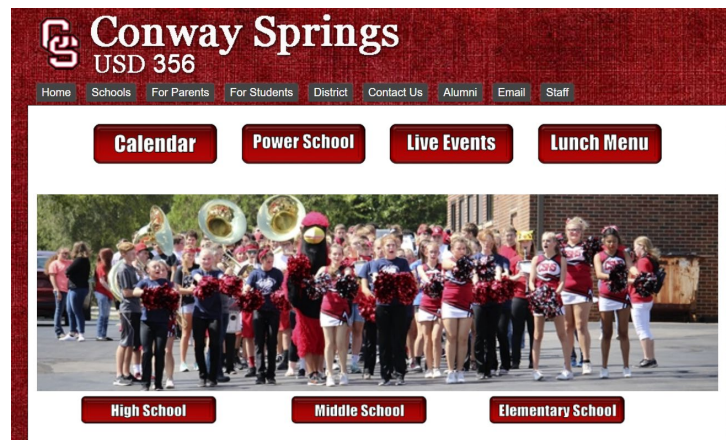 CS
Conway Springs
USD 356
Home Schools For Parents For Students District Contact Us Alumni Email Staff
Calendar Power School Live Events Lunch Menu
High School Middle School Elementary School